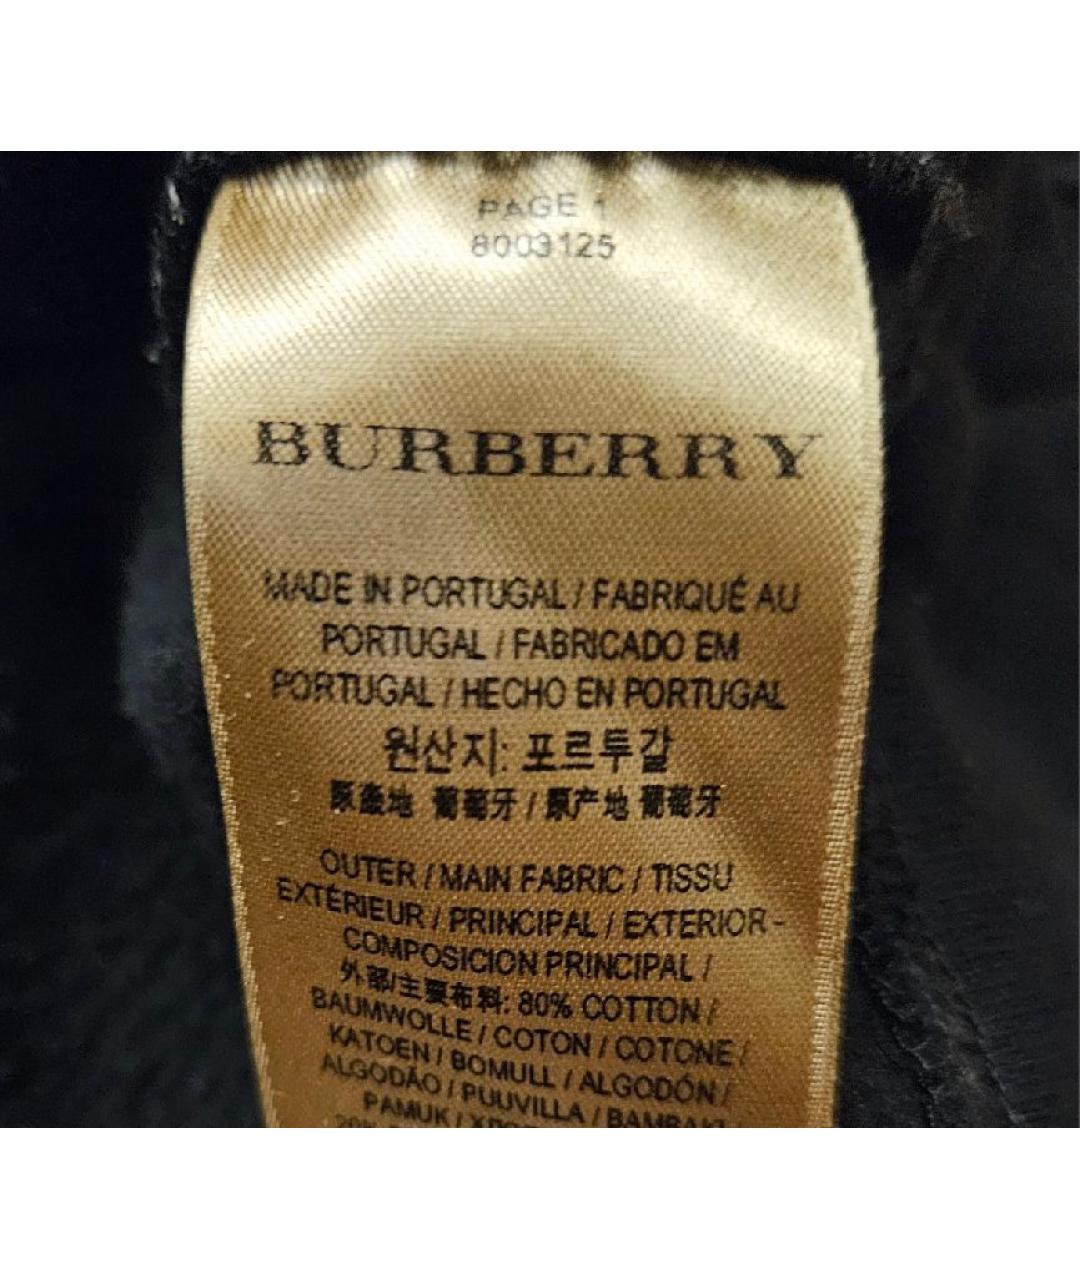 PAGE 1
8003125
BURBERRY
MADE IN PORTUGAL / FABRIQUÉ AU
PORTUGAL / FABRICADO EM
PORTUGAL / HECHO EN PORTUGAL
원산지: 포르투갈
原產地 葡萄牙 / 原产地 葡萄牙
OUTER / MAIN FABRIC / TISSU
EXTÉRIEUR / PRINCIPAL / EXTERIOR -
COMPOSICION PRINCIPAL /
外部/主要布料: 80% COTTON /
BAUMWOLLE / COTON / COTONE /
KATOEN / BOMULL / ALGODÓN /
ALGODÃO / PUUVILLA / BAMBAKI /
PAMUK /